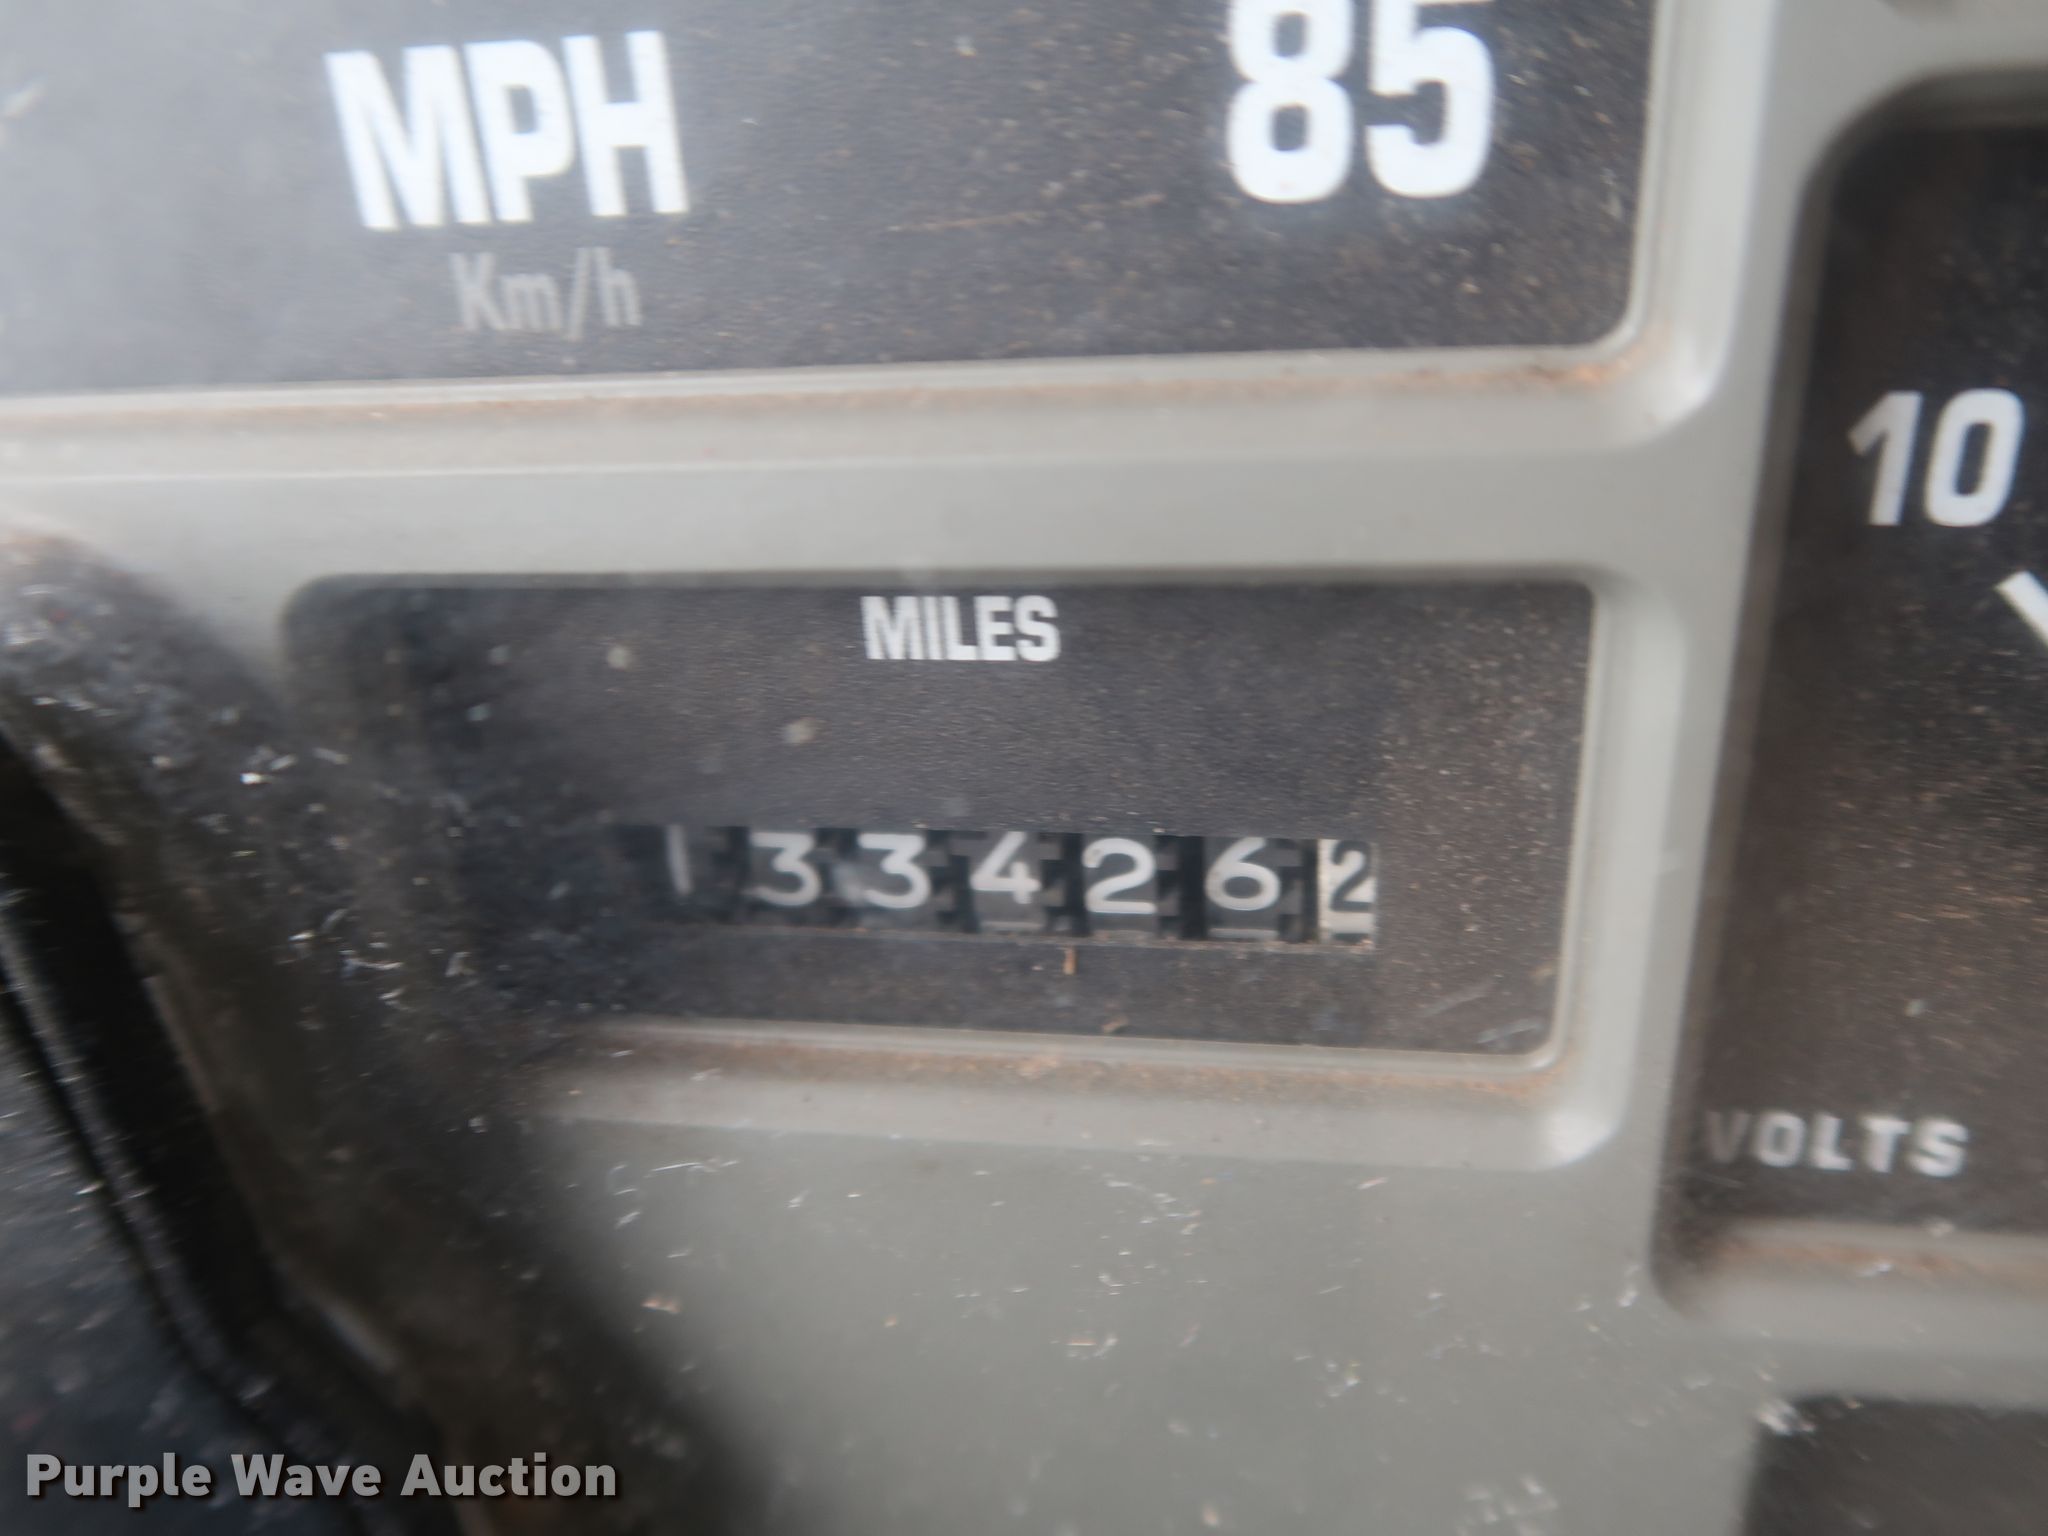 MPH
85
Km/h
10
MILES
1334262
VOLTS
Purple Wave Auction